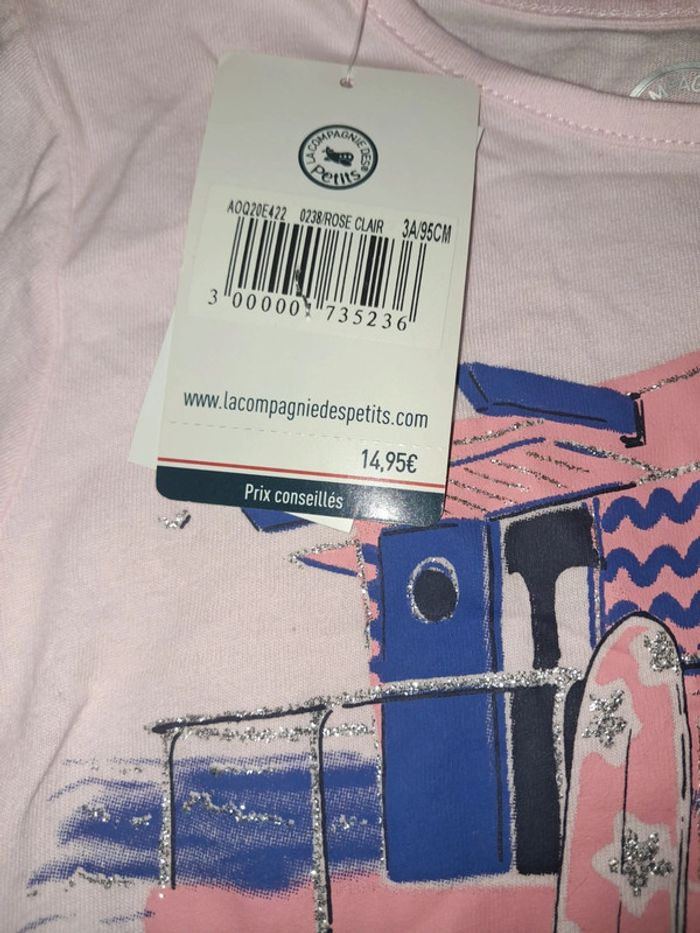 LA COMPAGNIE DES
Petits
AOQ20E422 0238/ROSE CLAIR 3A/95CM
3 000001 735236
www.lacompagniedespetits.com
14,95€
Prix conseillés